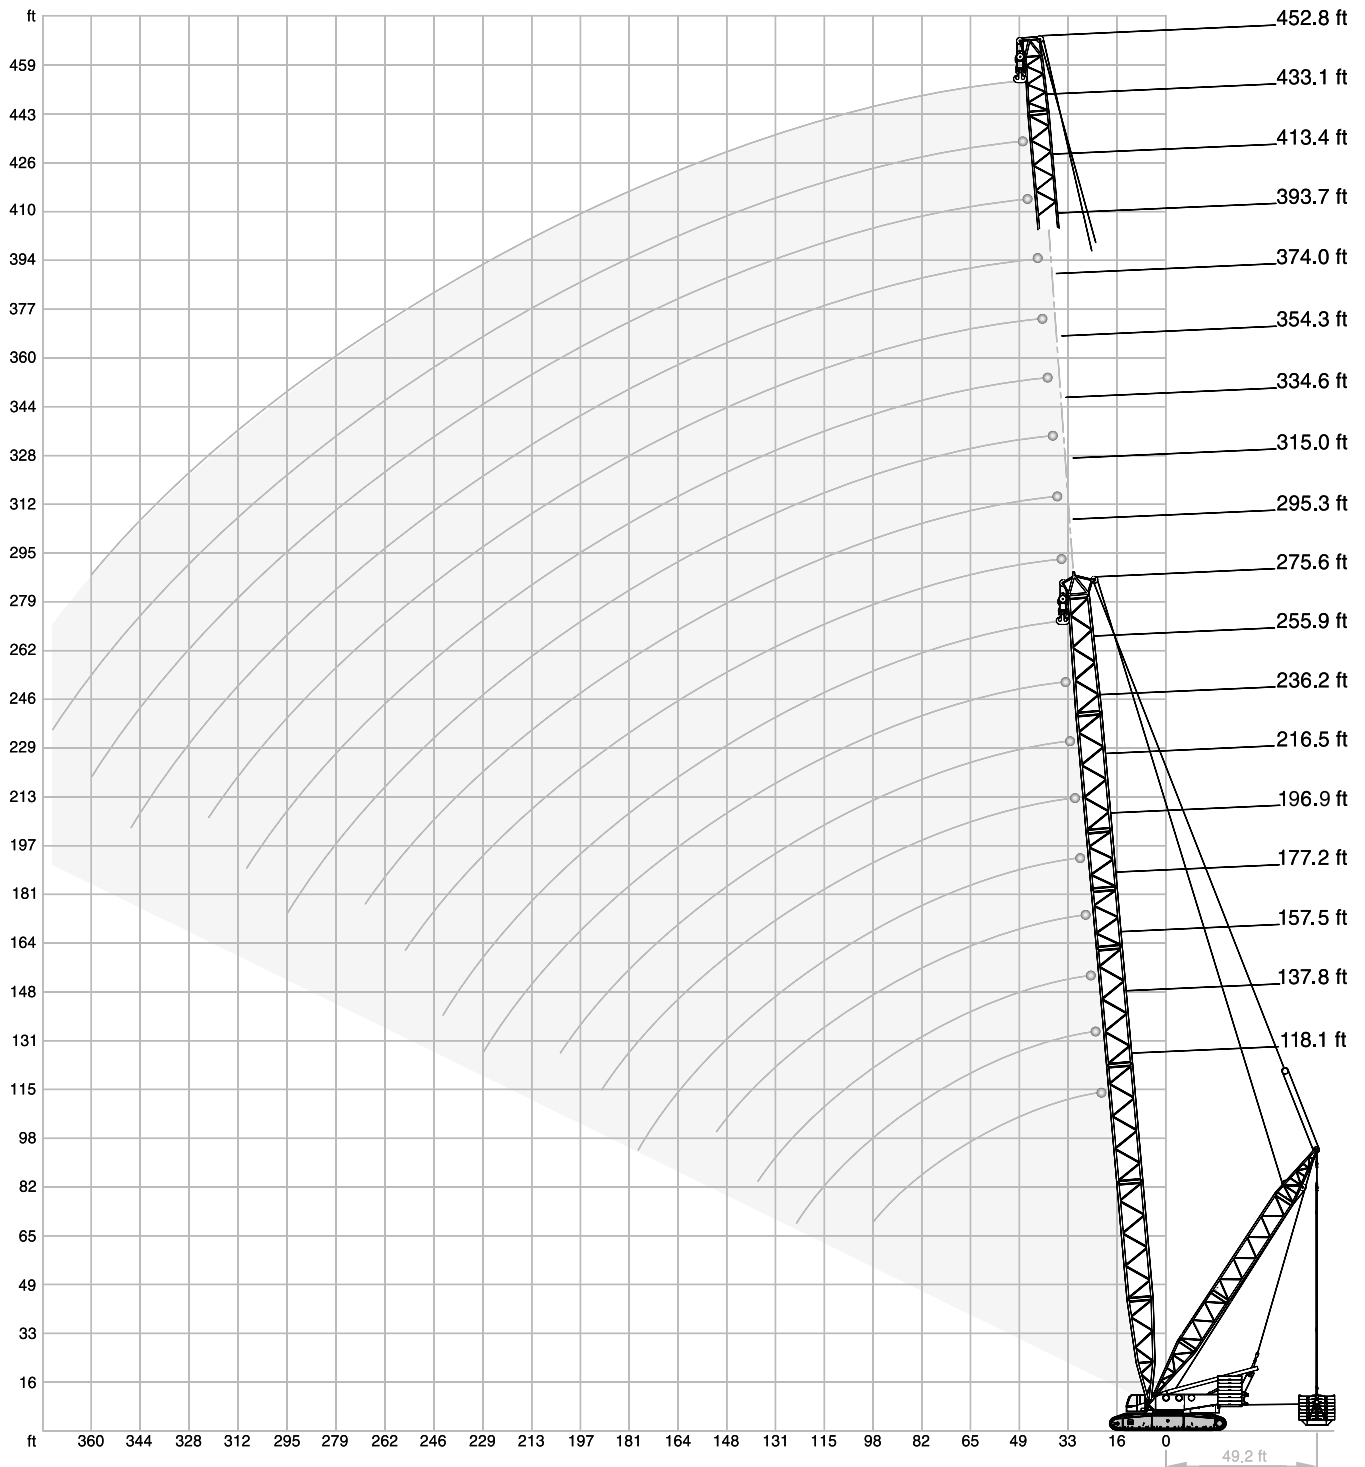 ft
452.8 ft
459
433.1 ft
443
413.4 ft
426
393.7 ft
410
374.0 ft
394
354.3 ft
377
334.6 ft
360
315.0 ft
344
295.3 ft
328
275.6 ft
312
255.9 ft
295
236.2 ft
279
216.5 ft
262
196.9 ft
246
177.2 ft
229
157.5 ft
213
137.8 ft
197
118.1 ft
181
164
148
131
115
98
82
65
49
33
16
ft 360 344 328 312 295 279 262 246 229 213 197 181 164 148 131 115 98 82 65 49 33 16 0
49.2 ft